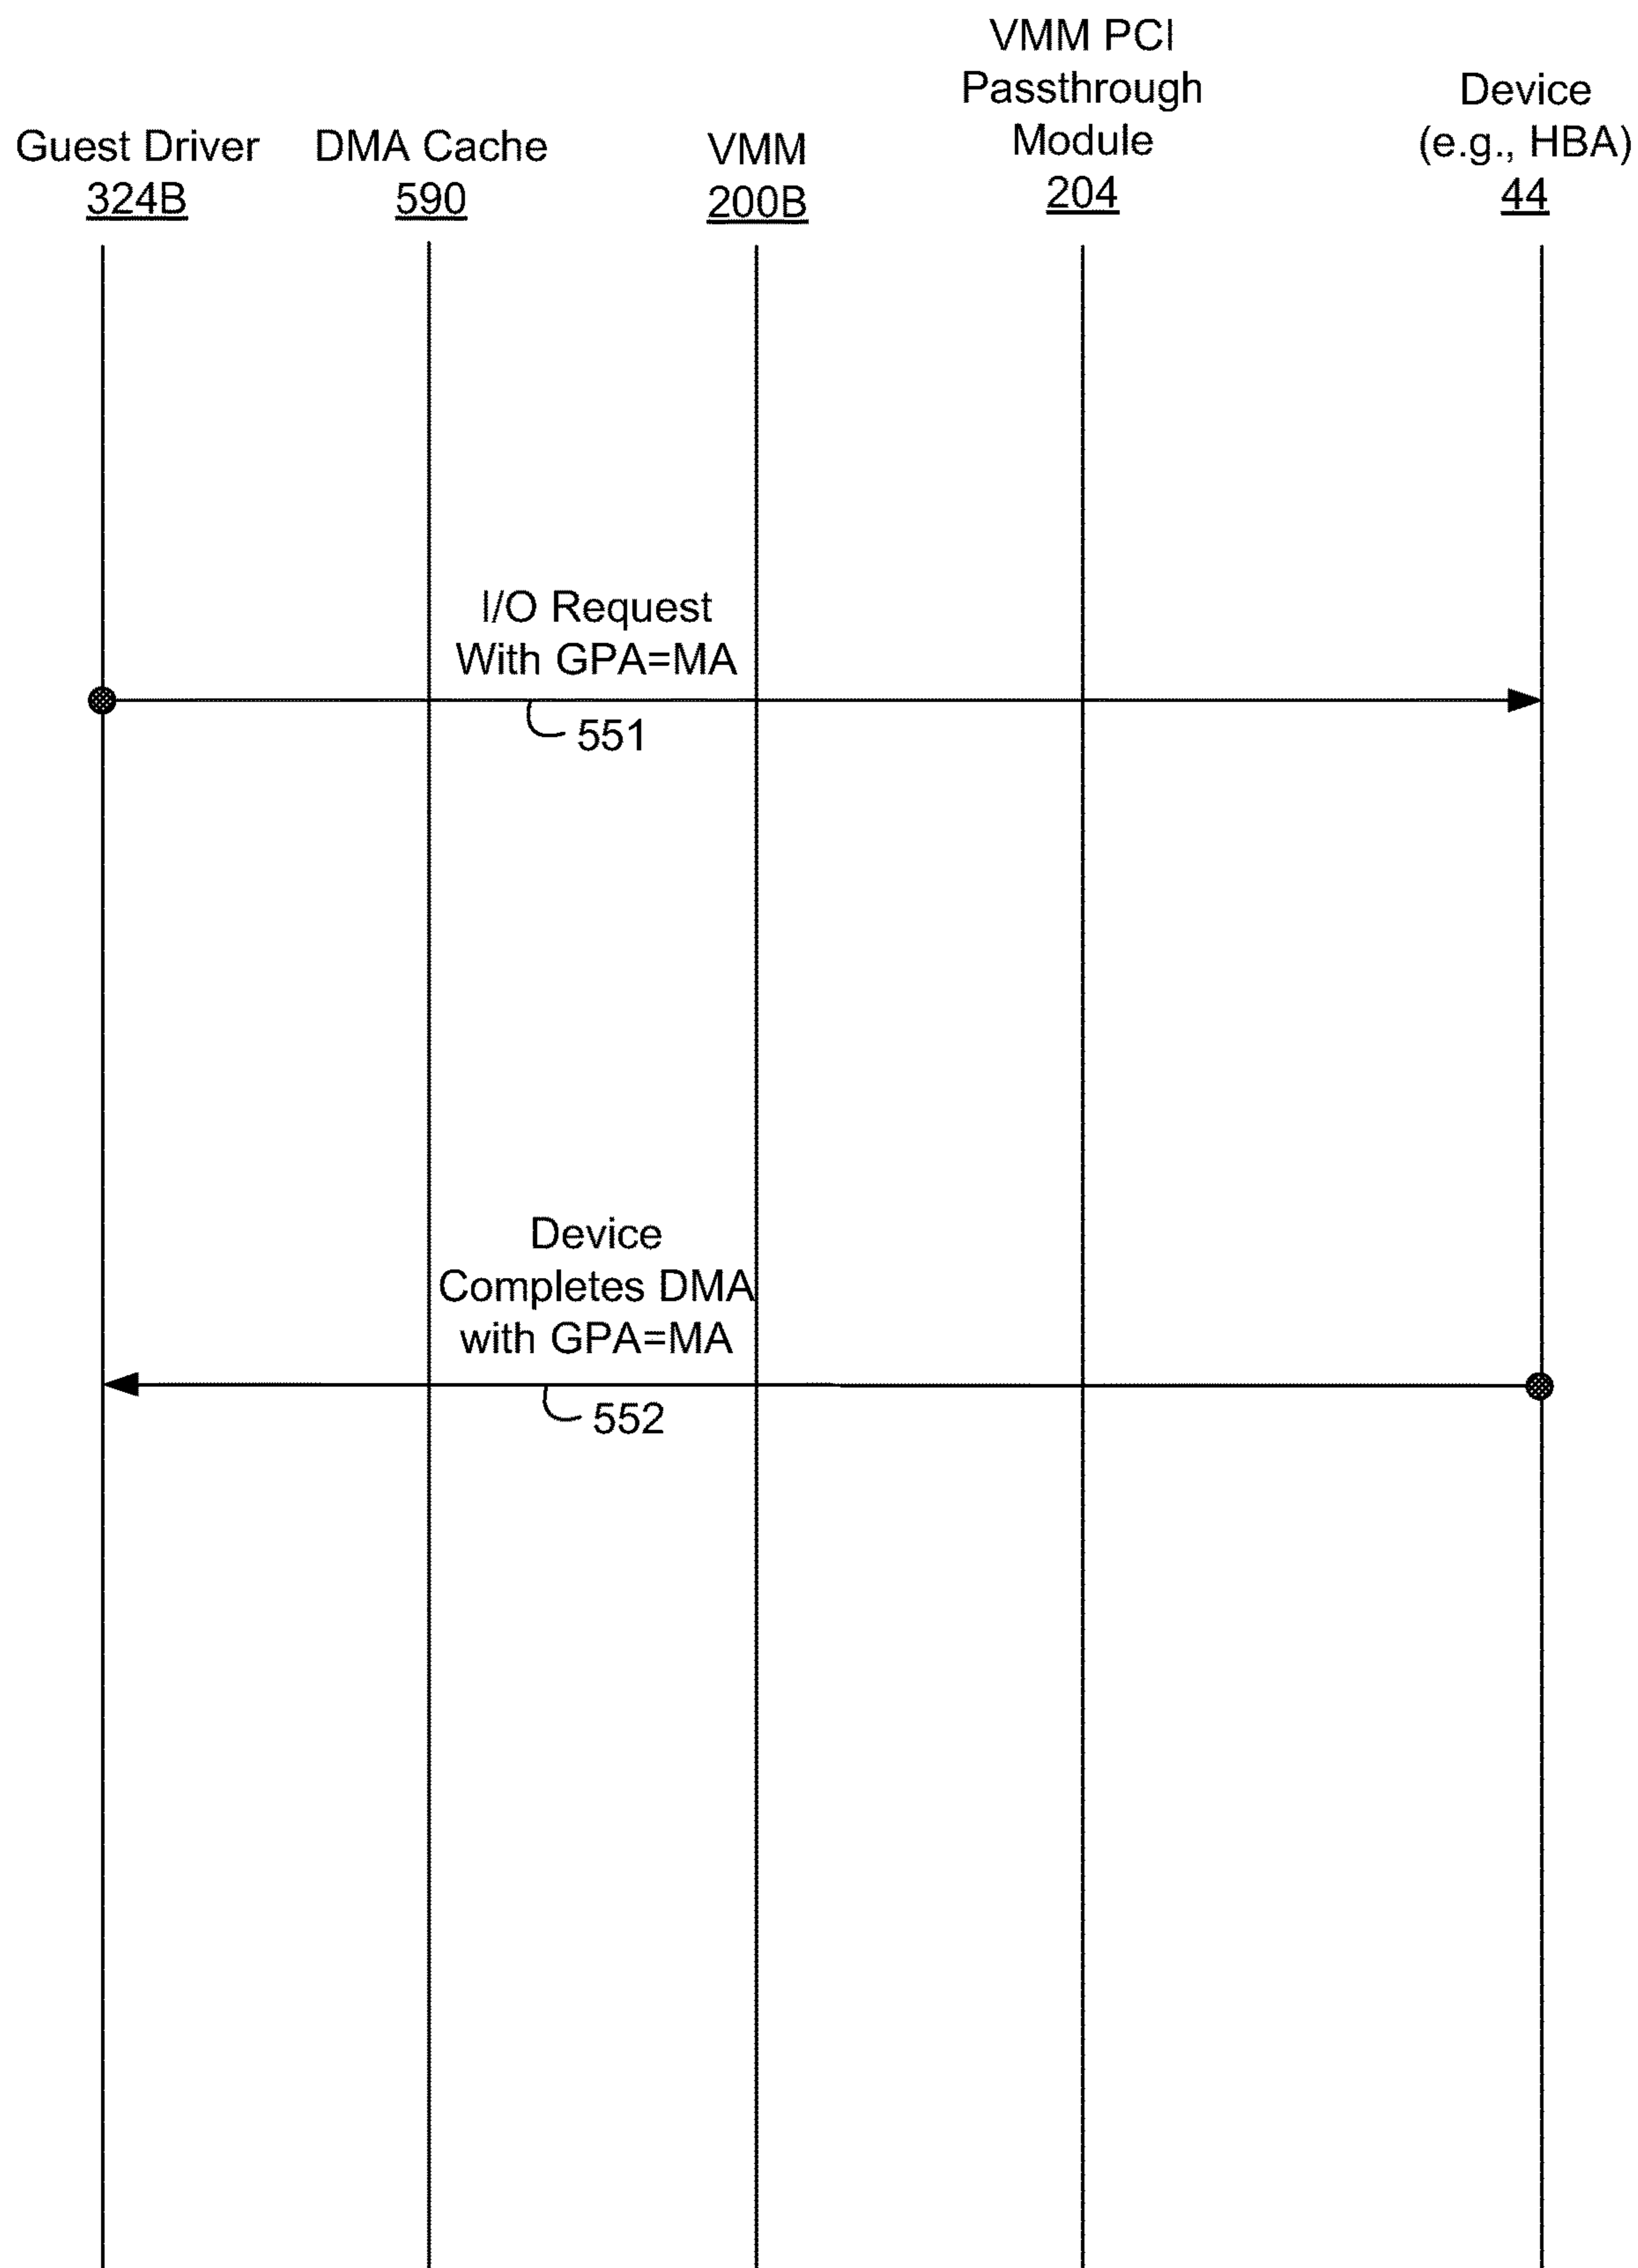 Guest Driver
324B
DMA Cache
590
VMM
200B
VMM PCI
Passthrough
Module
204
Device
(e.g., HBA)
44
I/O Request
With GPA=MA
551
Device
Completes DMA
with GPA=MA
552